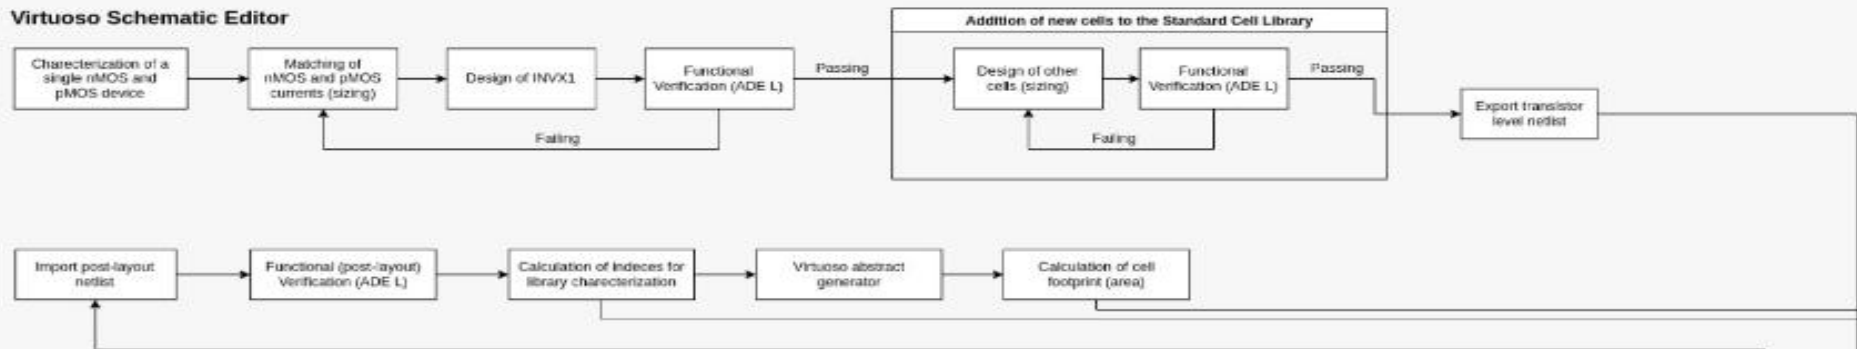 Virtuoso Schematic Editor
Addition of new cells to the Standard Cell Library
Charecterization of a
single nMOS and
pMOS device
Matching of
nMOS and pMOS
currents (sizing)
Design of INVX1
Functional
Verification (ADE L)
Passing
Failing
Design of other
cells (sizing)
Functional
Verification (ADE L)
Passing
Failing
Export transistor
level netlist
Import post-layout
netlist
Functional (post-layout)
Verification (ADE L)
Calculation of indeces for
library charecterization
Virtuoso abstract
generator
Calculation of cell
footprint (area)